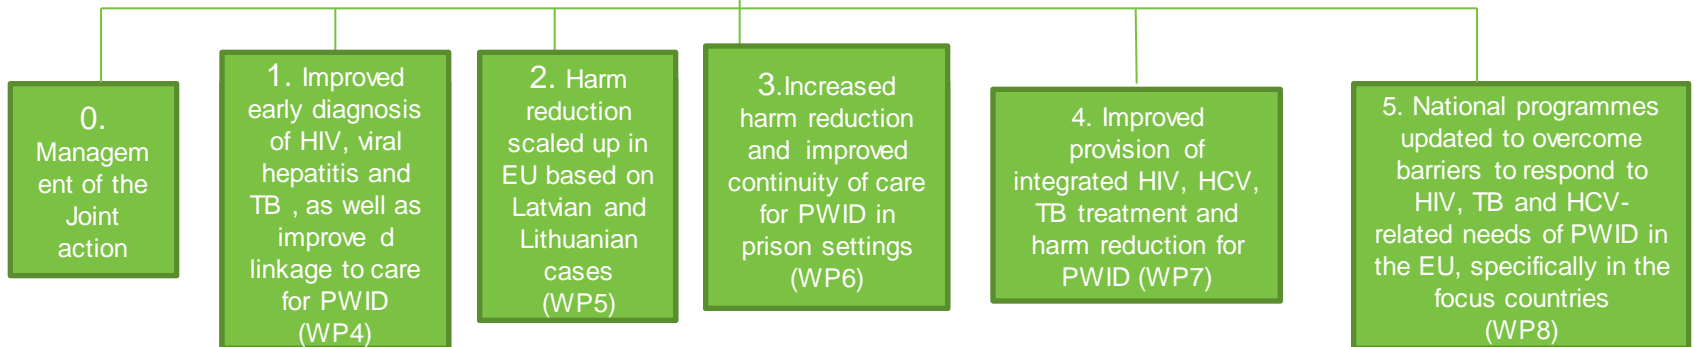 0.
Managem
ent of the
Joint
action
1. Improved
early diagnosis
of HIV, viral
hepatitis and
TB , as well as
improve d
linkage to care
for PWID
(WP4)
2. Harm
reduction
scaled up in
EU based on
Latvian and
Lithuanian
cases
(WP5)
3.Increased
harm reduction
and improved
continuity of care
for PWID in
prison settings
(WP6)
4. Improved
provision of
integrated HIV, HCV,
TB treatment and
harm reduction for
PWID (WP7)
5. National programmes
updated to overcome
barriers to respond to
HIV, TB and HCV-
related needs of PWID in
the EU, specifically in the
focus countries
(WP8)